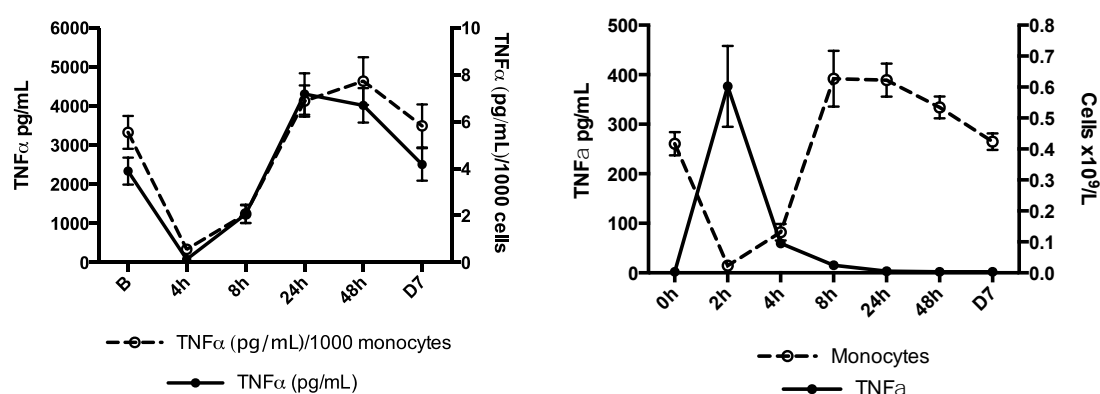 6000
5000
4000
3000
2000
1000
0
TNFα pg/mL
10
8
6
4
2
0
TNFα (pg/mL)/1000 cells
B 4h 8h 24h 48h D7
TNFα (pg/mL)/1000 monocytes
TNFα (pg/mL)
500
400
300
200
100
0
TNFa pg/mL
0.8
0.7
0.6
0.5
0.4
0.3
0.2
0.1
0.0
Cells x10⁹/L
0h 2h 4h 8h 24h 48h D7
Monocytes
TNFa